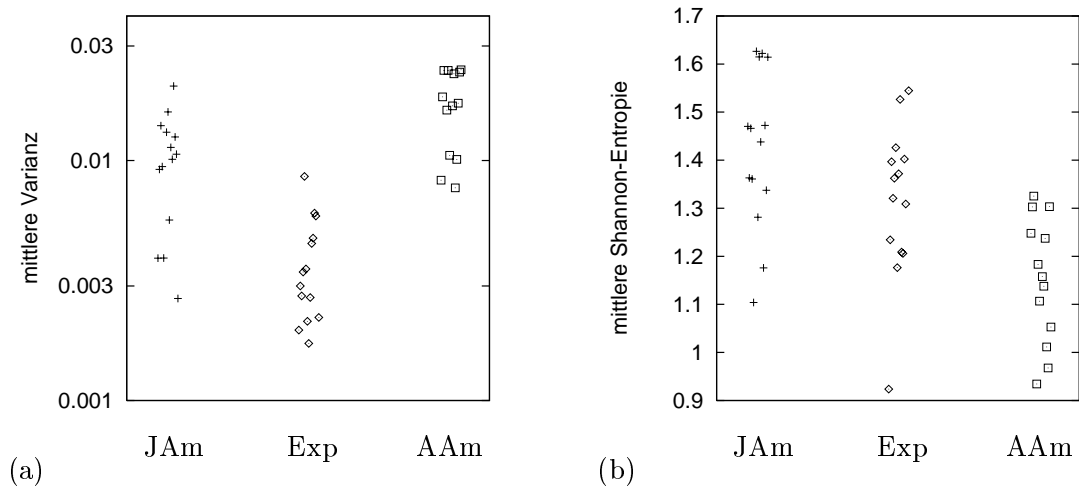 mittlere Varianz
0.03
0.01
0.003
0.001
JAm Exp AAm
(a)
mittlere Shannon-Entropie
1.7
1.6
1.5
1.4
1.3
1.2
1.1
1
0.9
JAm Exp AAm
(b)